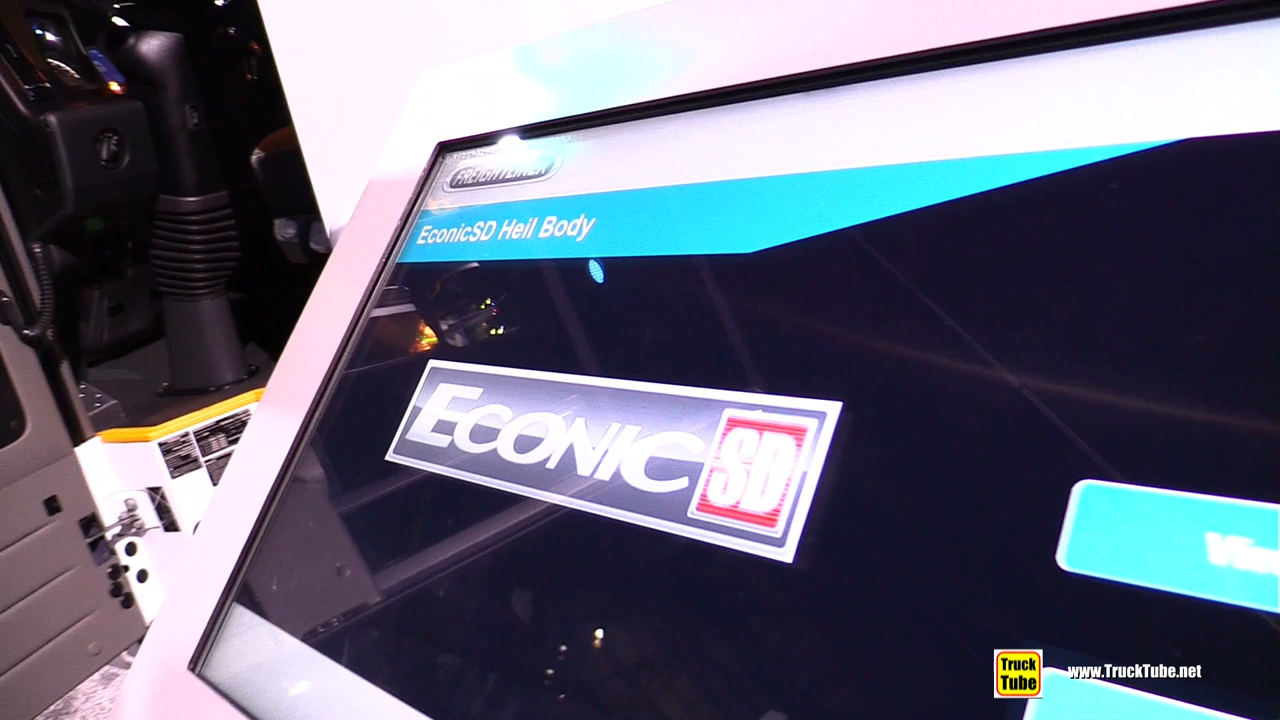 FREIGHTLINER
EconicSD Heil Body
ECONIC SD
Truck
Tube
www.TruckTube.net